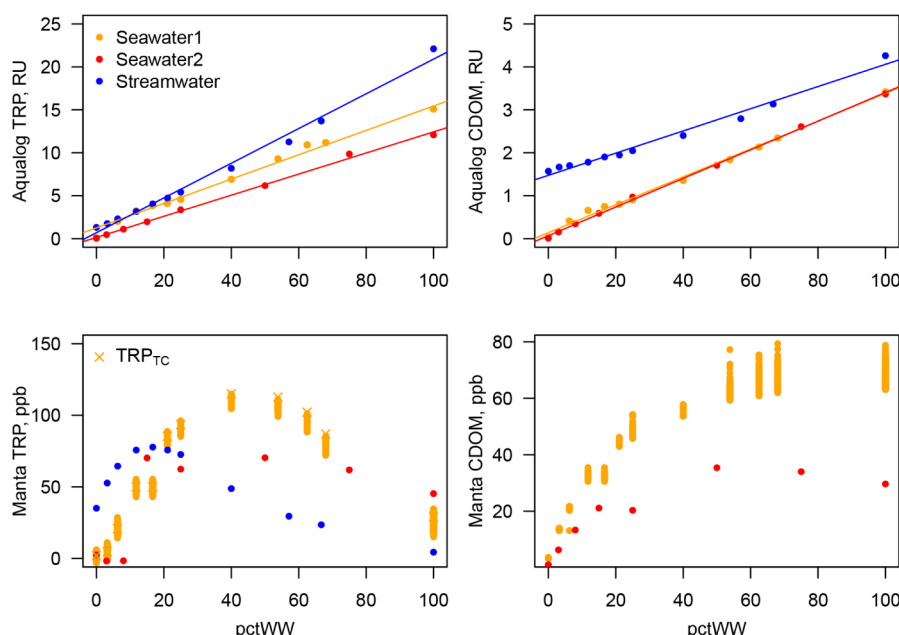 25
20
15
10
5
0
Aqualog TRP, RU
Seawater1
Seawater2
Streamwater
0 20 40 60 80 100
5
4
3
2
1
0
Aqualog CDOM, RU
0 20 40 60 80 100
150
100
50
0
Manta TRP, ppb
TRP_TC
0 20 40 60 80 100
pctWW
80
60
40
20
Manta CDOM, ppb
0 20 40 60 80 100
pctWW